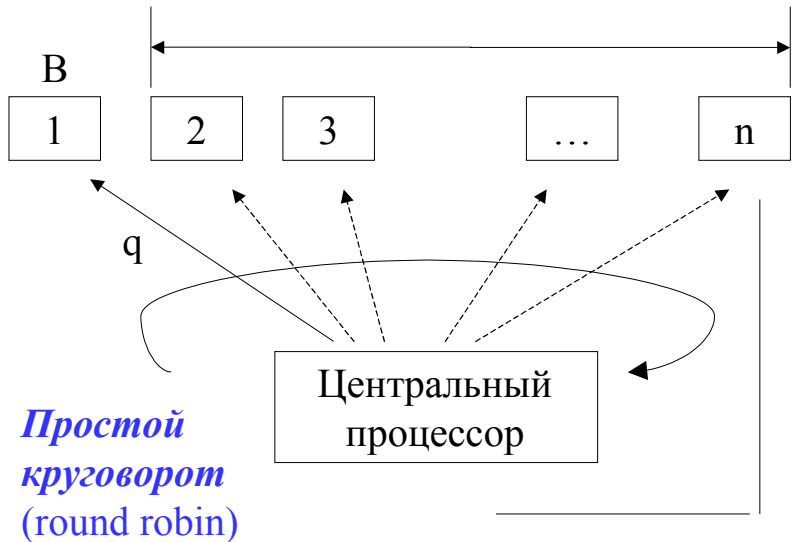 В
1 2 3 … n
q
Центральный
процессор
Простой
круговорот
(round robin)